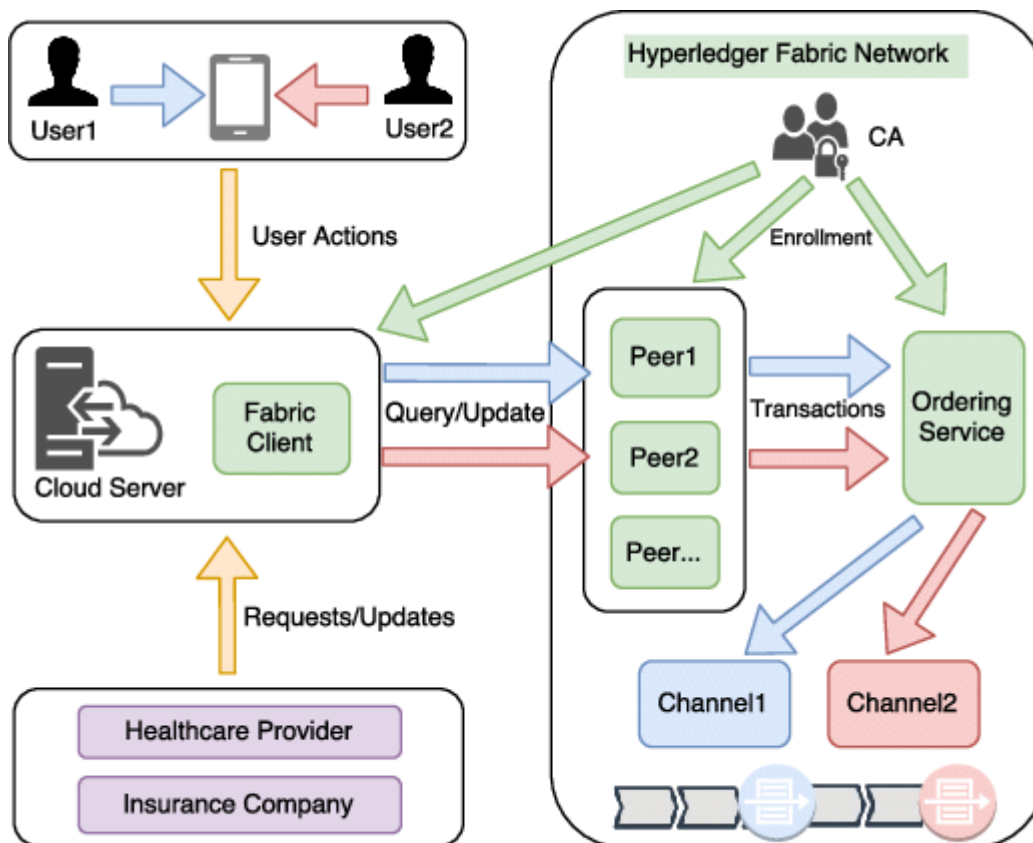 User1
User2
Hyperledger Fabric Network
CA
User Actions
Enrollment
Cloud Server
Fabric
Client
Query/Update
Peer1
Peer2
Peer...
Transactions
Ordering
Service
Requests/Updates
Healthcare Provider
Insurance Company
Channel1
Channel2